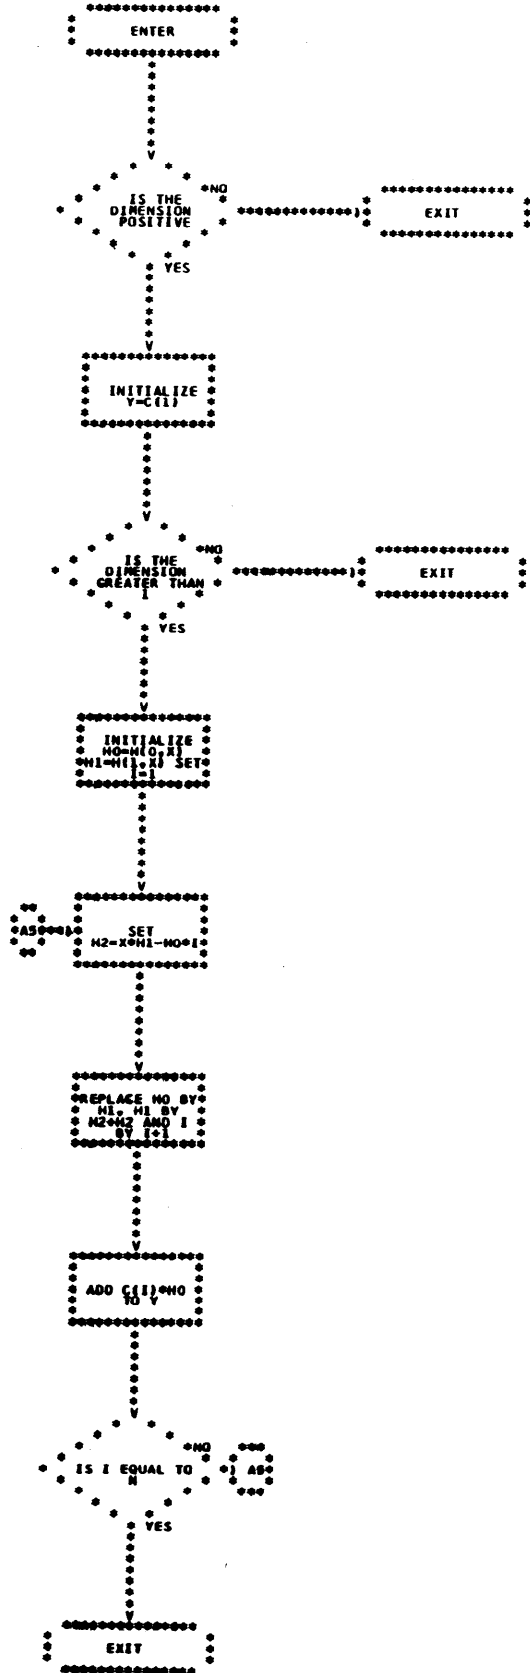 ENTER
NO
IS THE
DIMENSION
POSITIVE
EXIT
YES
INITIALIZE
Y=C(1)
NO
IS THE
DIMENSION
GREATER THAN
1
EXIT
YES
INITIALIZE
H0=H(0,X)
H1=H(1,X) SET
I=1
A5
SET
H2=X*H1-H0*I
REPLACE H0 BY
H1, H1 BY
H2+H2 AND I
BY I+1
ADD C(I)*H0
TO Y
NO
IS I EQUAL TO
N
A5
YES
EXIT